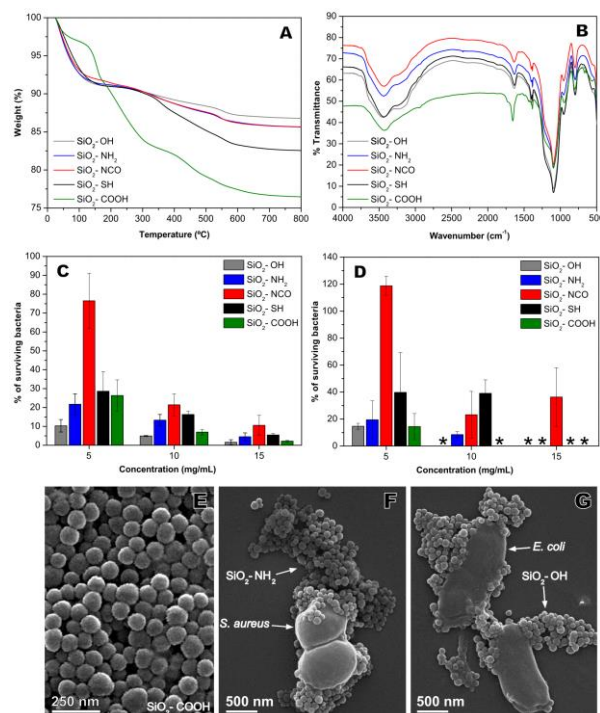 A
100
95
90
85
80
75
Weight (%)
SiO2- OH
SiO2- NH2
SiO2- NCO
SiO2- SH
SiO2- COOH
100 200 300 400 500 600 700 800
Temperature (ºC)
B
90
80
70
60
50
40
30
20
10
0
% Transmittance
SiO2- OH
SiO2- NH2
SiO2- NCO
SiO2- SH
SiO2- COOH
4000 3500 3000 2500 2000 1500 1000 500
Wavenumber (cm-1)
C
100
90
80
70
60
50
40
30
20
10
0
% of surviving bacteria
SiO2- OH
SiO2- NH2
SiO2- NCO
SiO2- SH
SiO2- COOH
5 10 15
Concentration (mg/mL)
D
140
120
100
80
60
40
20
0
% of surviving bacteria
SiO2- OH
SiO2- NH2
SiO2- NCO
SiO2- SH
SiO2- COOH
* * * * * *
5 10 15
Concentration (mg/mL)
E
250 nm
SiO2- COOH
F
SiO2- NH2
S. aureus
500 nm
G
E. coli
SiO2- OH
500 nm